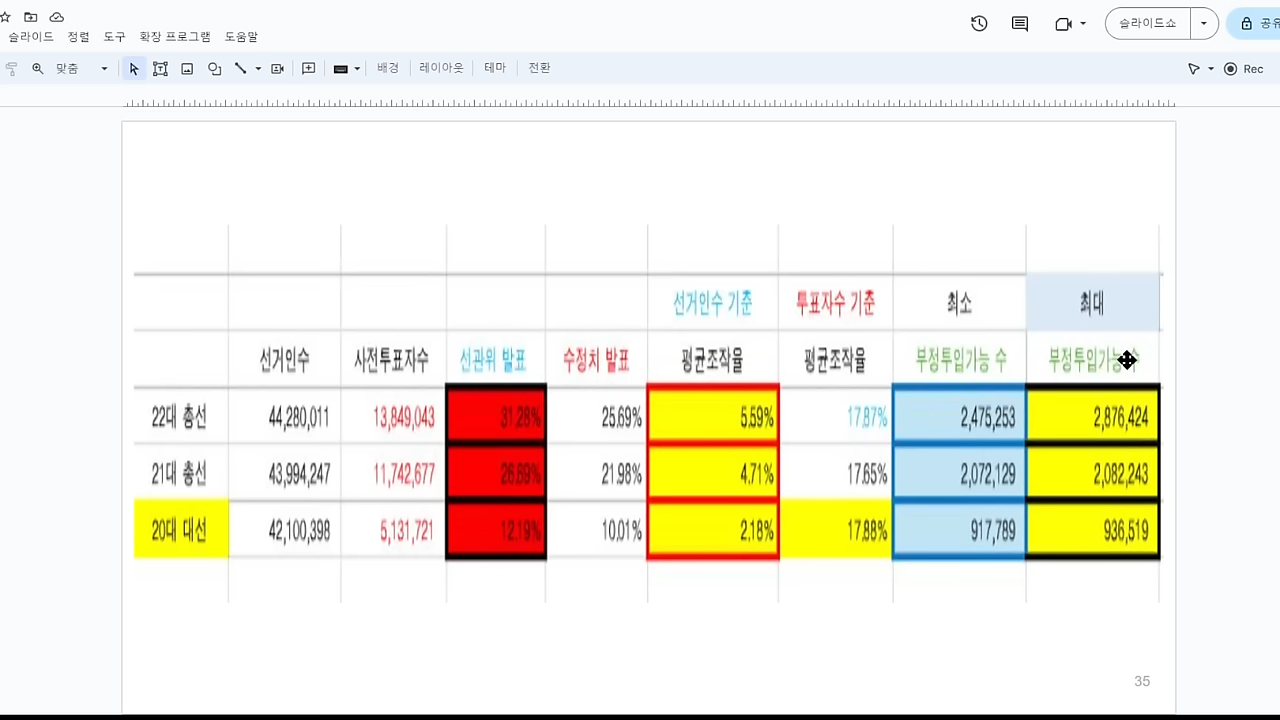 슬라이드쇼
공유
슬라이드 정렬 도구 확장 프로그램 도움말
맞춤 배경 레이아웃 테마 전환 Rec
선거인수 기준 투표자수 기준 최소 최대
선거인수 사전투표자수 선관위 발표 수정치 발표 평균조작율 평균조작율 부정투입가능 수 부정투입가능 수
22대 총선 44,280,011 13,849,043 31.28% 25.69% 5.59% 17.87% 2,475,253 2,876,424
21대 총선 43,994,247 11,742,677 26.69% 21.98% 4.71% 17.65% 2,072,129 2,082,243
20대 대선 42,100,398 5,131,721 12.19% 10.01% 2.18% 17.88% 917,789 936,519
35